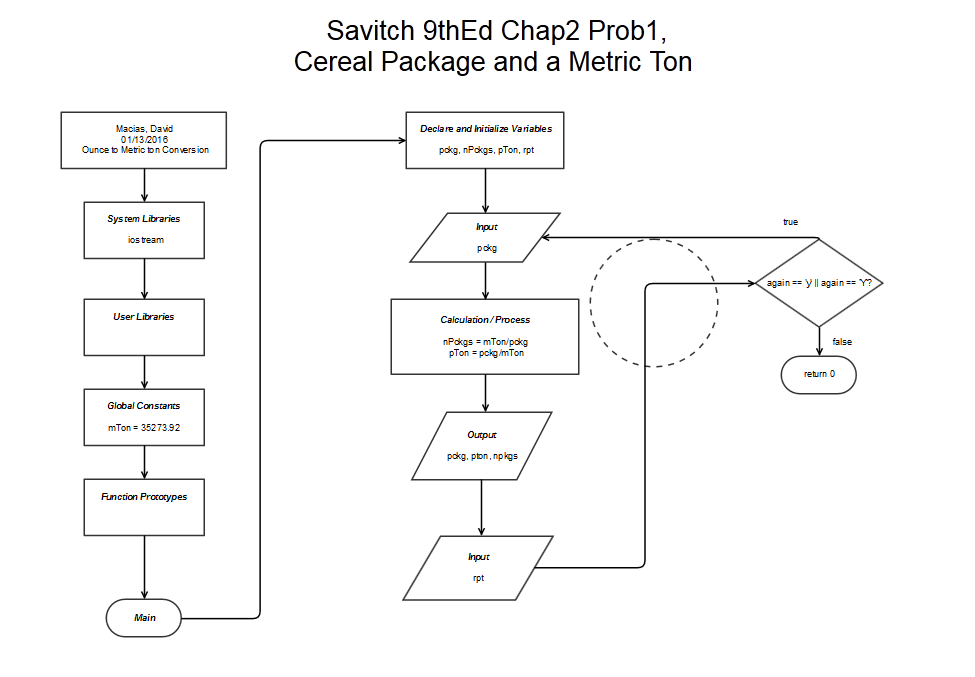 Savitch 9thEd Chap2 Prob1,
Cereal Package and a Metric Ton
Macias, David
01/13/2016
Ounce to Metric ton Conversion
System Libraries
iostream
User Libraries
Global Constants
mTon = 35273.92
Function Prototypes
Main
Declare and Initialize Variables
pckg, nPckgs, pTon, rpt
Input
pckg
Calculation / Process
nPckgs = mTon/pckg
pTon = pckg/mTon
Output
pckg, pton, npkgs
Input
rpt
true
again == 'y' || again == 'Y'?
false
return 0